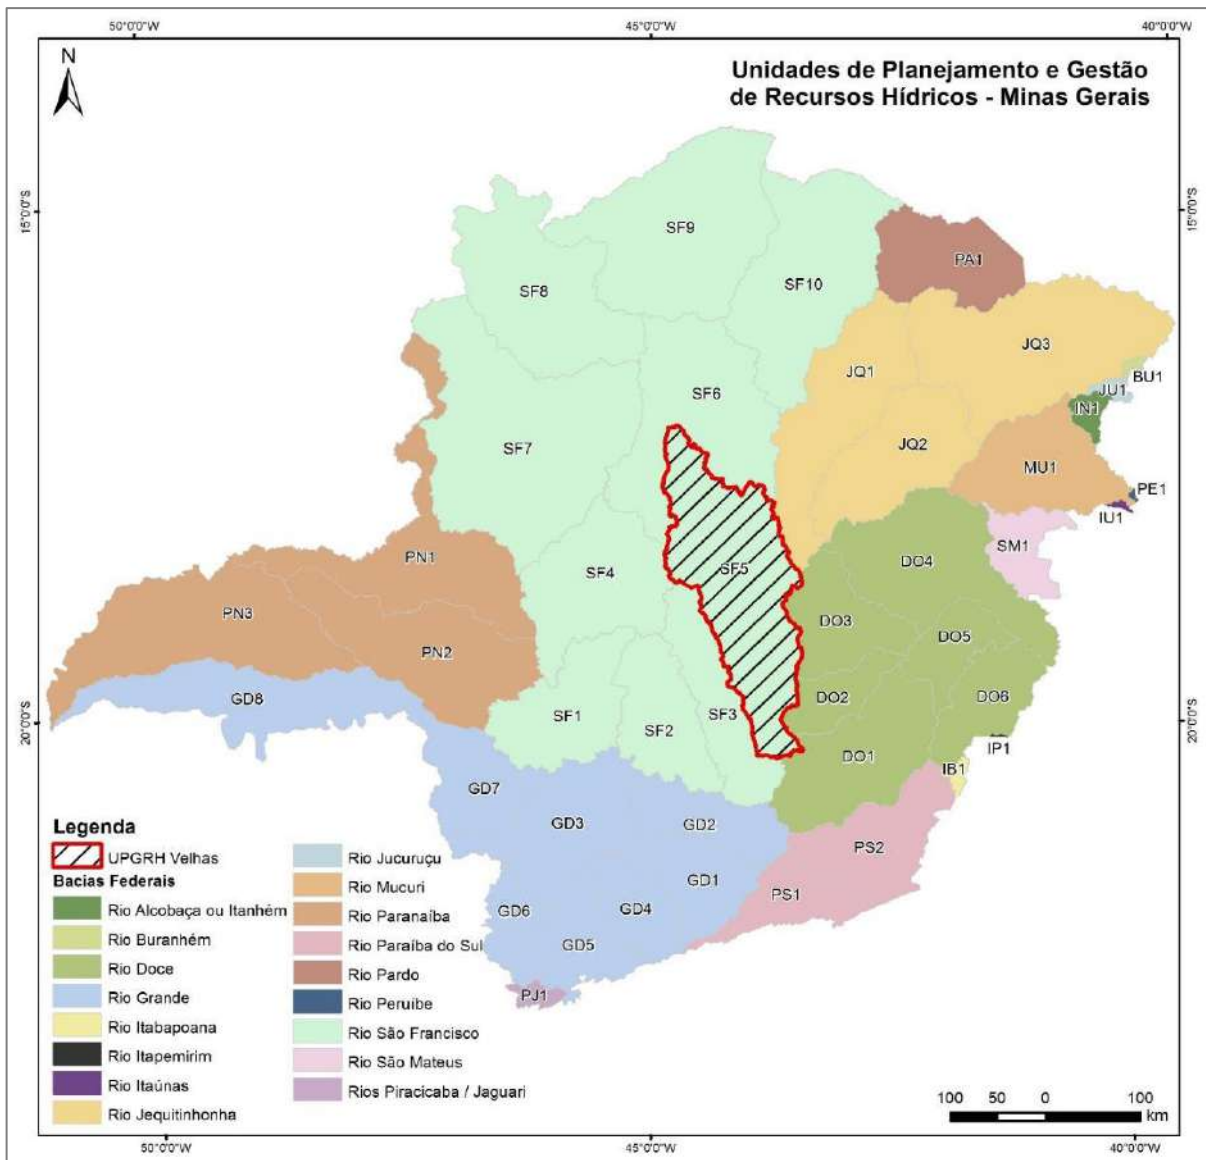 50°0'0"W
45°0'0"W
40°0'0"W
N
Unidades de Planejamento e Gestão
de Recursos Hídricos - Minas Gerais
15°0'0"S
15°0'0"S
SF9
PA1
SF8
SF10
JQ3
JQ1
BU1
JU1
SF6
IN1
SF7
JQ2
MU1
PE1
IU1
SM1
PN1
SF4
SF5
DO4
PN3
DO3
DO5
PN2
GD8
DO2
DO6
20°0'0"S
SF1
SF2
SF3
20°0'0"S
DO1
IP1
IB1
GD7
GD3
GD2
PS2
GD1
PS1
GD6
GD4
GD5
PJ1
Legenda
UPGRH Velhas
Bacias Federais
Rio Alcobaça ou Itanhém
Rio Buranhém
Rio Doce
Rio Grande
Rio Itabapoana
Rio Itapemirim
Rio Itaúnas
Rio Jequitinhonha
Rio Jucuruçu
Rio Mucuri
Rio Paranaíba
Rio Paraíba do Sul
Rio Pardo
Rio Peruíbe
Rio São Francisco
Rio São Mateus
Rios Piracicaba / Jaguari
100 50 0 100
km
50°0'0"W
45°0'0"W
40°0'0"W